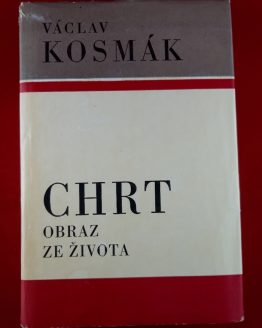 VÁCLAV
KOSMÁK
CHRT
OBRAZ
ZE ŽIVOTA